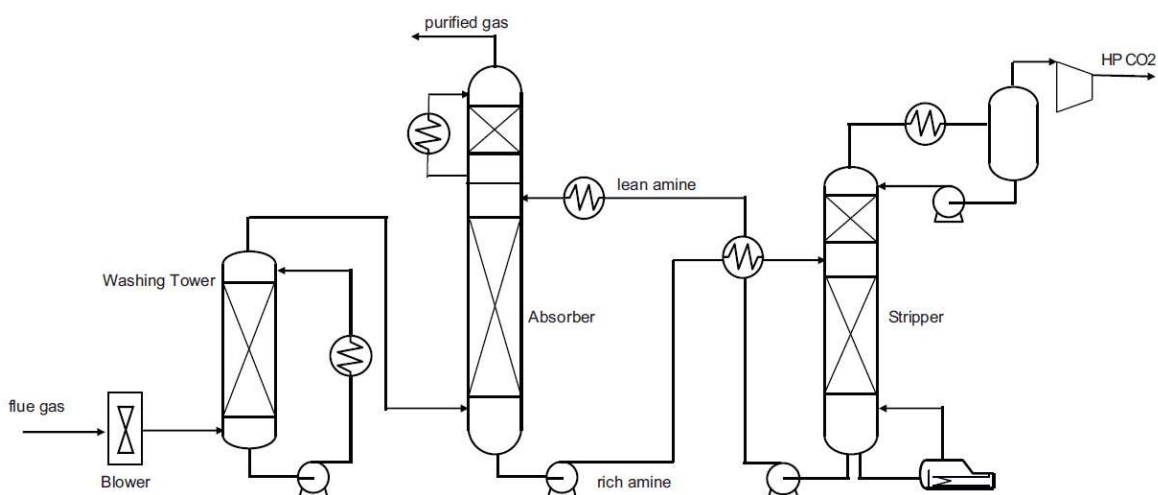 purified gas
HP CO2
lean amine
Washing Tower
Absorber
Stripper
flue gas
Blower
rich amine